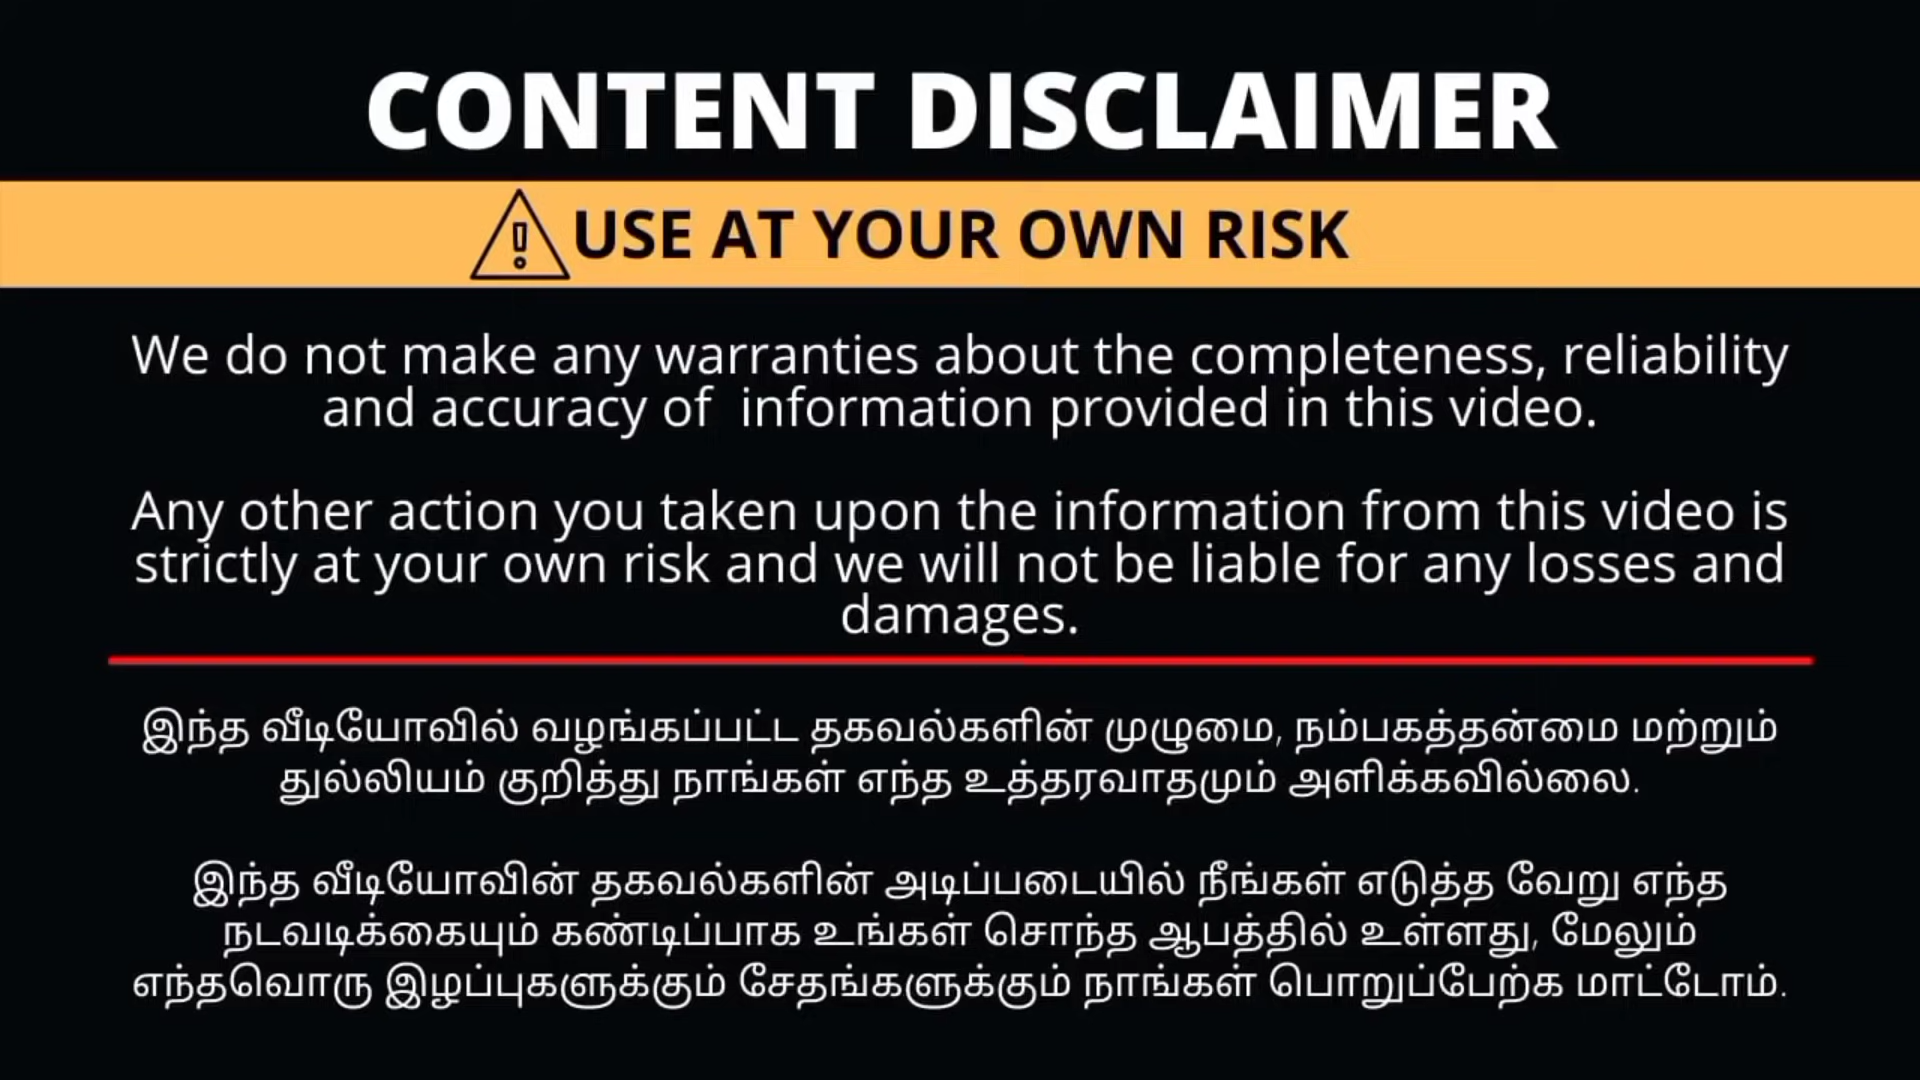 CONTENT DISCLAIMER
USE AT YOUR OWN RISK
We do not make any warranties about the completeness, reliability
and accuracy of information provided in this video.
Any other action you taken upon the information from this video is
strictly at your own risk and we will not be liable for any losses and
damages.
இந்த வீடியோவில் வழங்கப்பட்ட தகவல்களின் முழுமை, நம்பகத்தன்மை மற்றும்
துல்லியம் குறித்து நாங்கள் எந்த உத்தரவாதமும் அளிக்கவில்லை.
இந்த வீடியோவின் தகவல்களின் அடிப்படையில் நீங்கள் எடுத்த வேறு எந்த
நடவடிக்கையும் கண்டிப்பாக உங்கள் சொந்த ஆபத்தில் உள்ளது, மேலும்
எந்தவொரு இழப்புகளுக்கும் சேதங்களுக்கும் நாங்கள் பொறுப்பேற்க மாட்டோம்.